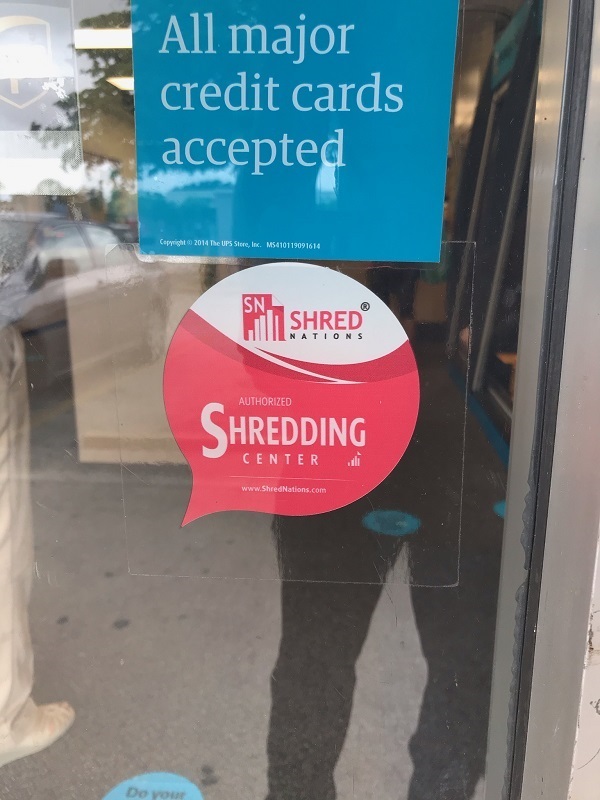 All major
credit cards
accepted
Copyright © 2014 The UPS Store, Inc. MS410119091614
SN
SHRED®
NATIONS
AUTHORIZED
SHREDDING
CENTER
www.ShredNations.com
Do your